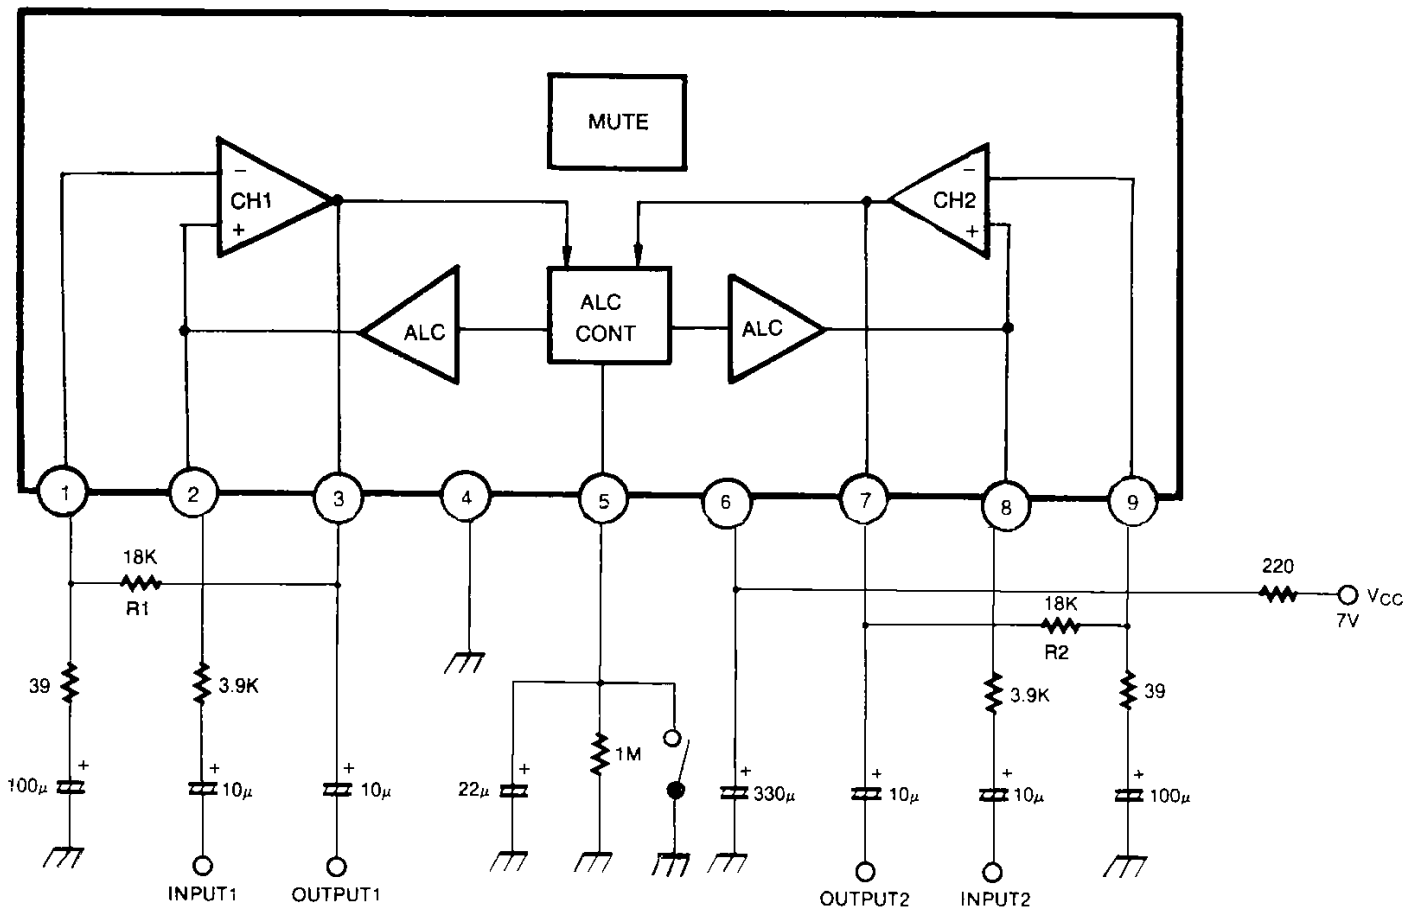 MUTE
−
CH1
+
−
CH2
+
ALC
ALC
CONT
ALC
1
2
3
4
5
6
7
8
9
18K
R1
220
VCC
7V
18K
R2
39
3.9K
3.9K
39
1M
+
100μ
+
10μ
+
10μ
+
22μ
+
330μ
+
10μ
+
10μ
+
100μ
INPUT1
OUTPUT1
OUTPUT2
INPUT2